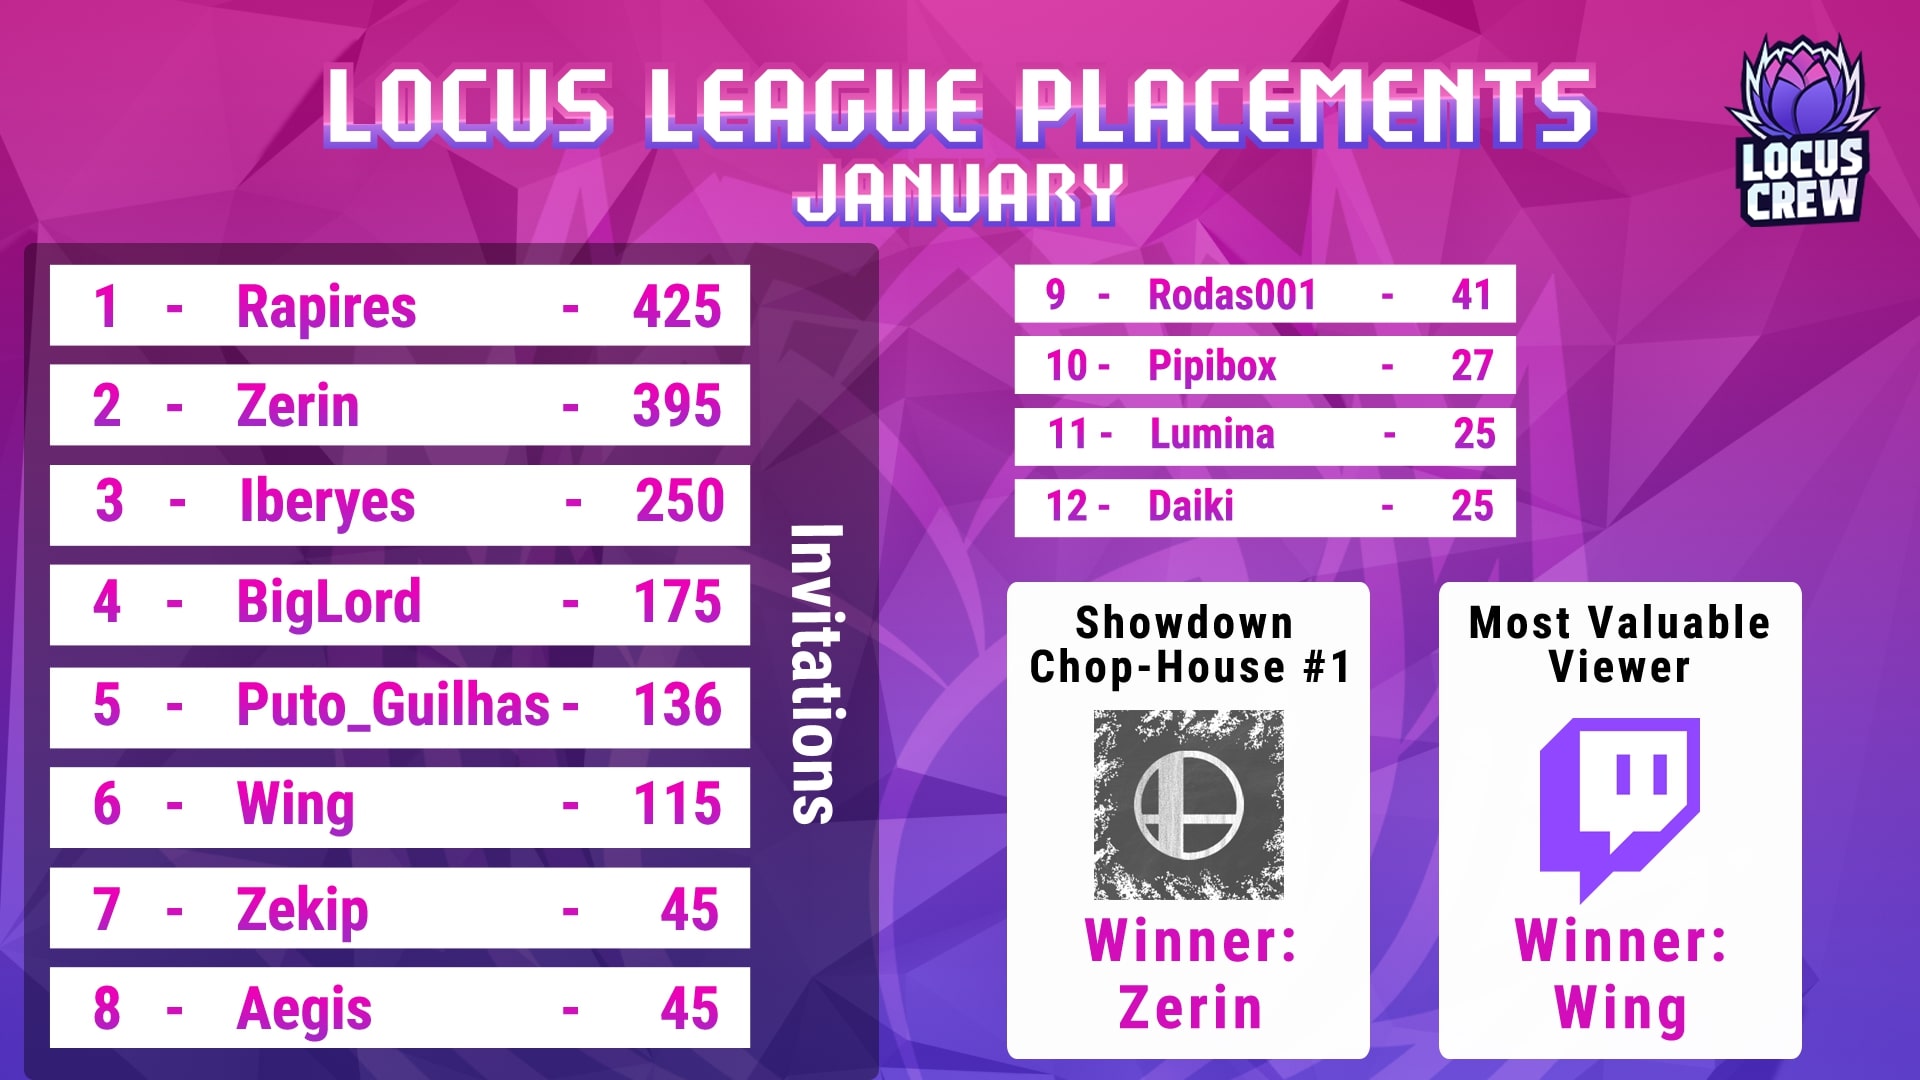 LOCUS LEAGUE PLACEMENTS
JANUARY
LOCUS
CREW
1 - Rapires - 425
2 - Zerin - 395
3 - Iberyes - 250
4 - BigLord - 175
5 - Puto_Guilhas - 136
6 - Wing - 115
7 - Zekip - 45
8 - Aegis - 45
Invitations
9 - Rodas001 - 41
10 - Pipibox - 27
11 - Lumina - 25
12 - Daiki - 25
Showdown
Chop-House #1
Winner:
Zerin
Most Valuable
Viewer
Winner:
Wing